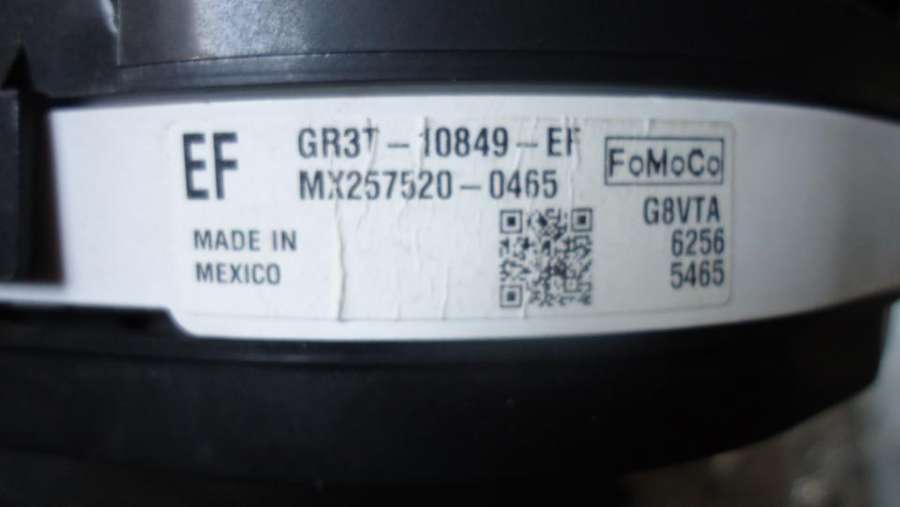 EF
GR3T-10849-EF
MX257520-0465
FoMoCo
G8VTA
6256
5465
MADE IN
MEXICO